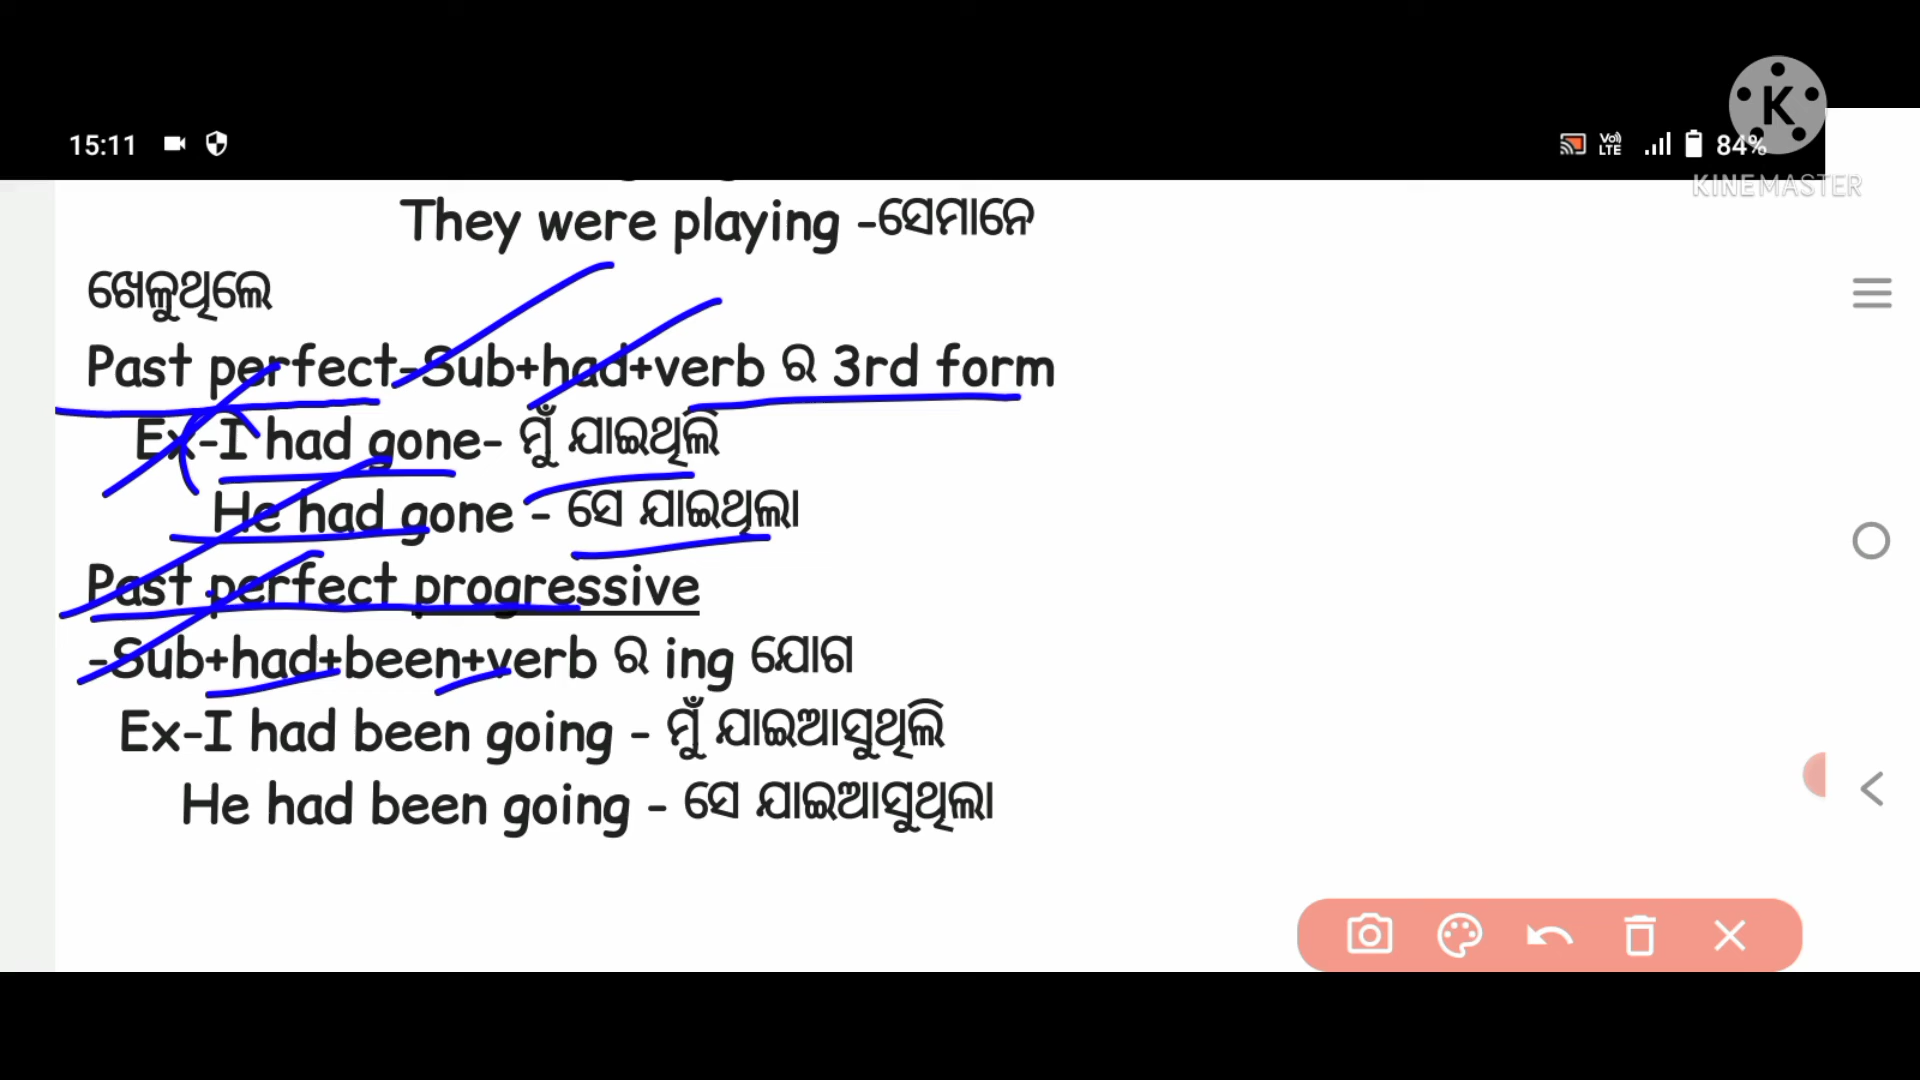 15:11
Vo) LTE
84%
K
KINEMASTER
They were playing -ସେମାନେ
ଖେଳୁଥିଲେ
Past perfect-Sub+had+verb ର 3rd form
Ex-I had gone- ମୁଁ ଯାଇଥିଲି
He had gone - ସେ ଯାଇଥିଲା
Past perfect progressive
-Sub+had+been+verb ର ing ଯୋଗ
Ex-I had been going - ମୁଁ ଯାଇଆସୁଥିଲି
He had been going - ସେ ଯାଇଆସୁଥିଲା